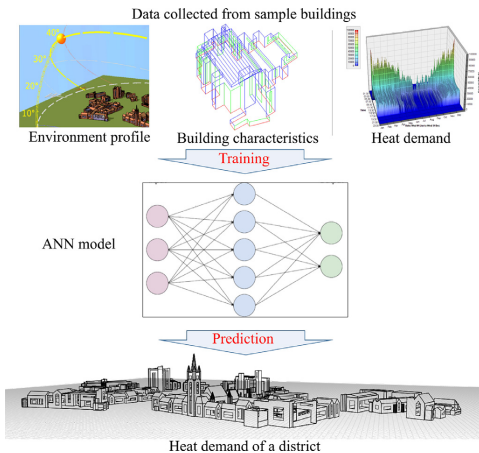 Data collected from sample buildings
40°
30°
20°
10°
Environment profile
Building characteristics
Heat demand
Training
ANN model
Prediction
Heat demand of a district